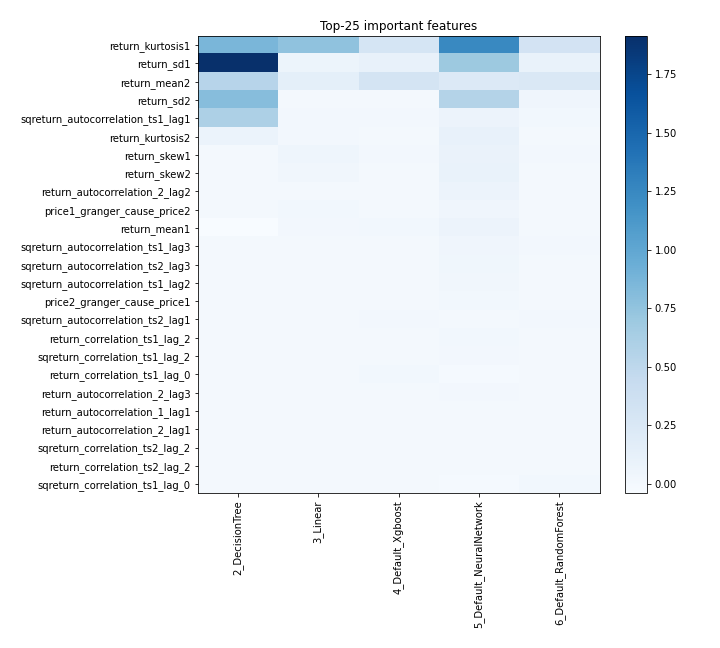 Top-25 important features
return_kurtosis1
return_sd1
return_mean2
return_sd2
sqreturn_autocorrelation_ts1_lag1
return_kurtosis2
return_skew1
return_skew2
return_autocorrelation_2_lag2
price1_granger_cause_price2
return_mean1
sqreturn_autocorrelation_ts1_lag3
sqreturn_autocorrelation_ts2_lag3
sqreturn_autocorrelation_ts1_lag2
price2_granger_cause_price1
sqreturn_autocorrelation_ts2_lag1
return_correlation_ts1_lag_2
sqreturn_correlation_ts1_lag_2
return_correlation_ts1_lag_0
return_autocorrelation_2_lag3
return_autocorrelation_1_lag1
return_autocorrelation_2_lag1
sqreturn_correlation_ts2_lag_2
return_correlation_ts2_lag_2
sqreturn_correlation_ts1_lag_0
2_DecisionTree
3_Linear
4_Default_Xgboost
5_Default_NeuralNetwork
6_Default_RandomForest
1.75
1.50
1.25
1.00
0.75
0.50
0.25
0.00